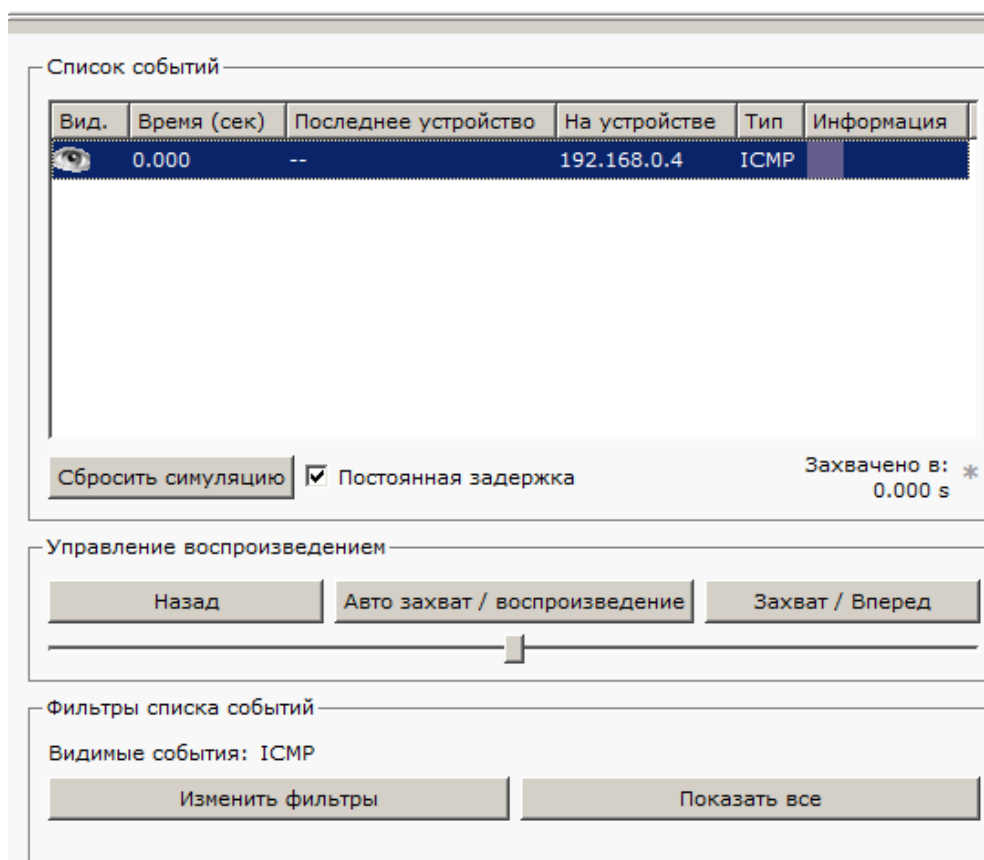 Список событий
Вид. Время (сек) Последнее устройство На устройстве Тип Информация
0.000 -- 192.168.0.4 ICMP
Сбросить симуляцию Постоянная задержка Захвачено в:
0.000 s
Управление воспроизведением
Назад Авто захват / воспроизведение Захват / Вперед
Фильтры списка событий
Видимые события: ICMP
Изменить фильтры Показать все